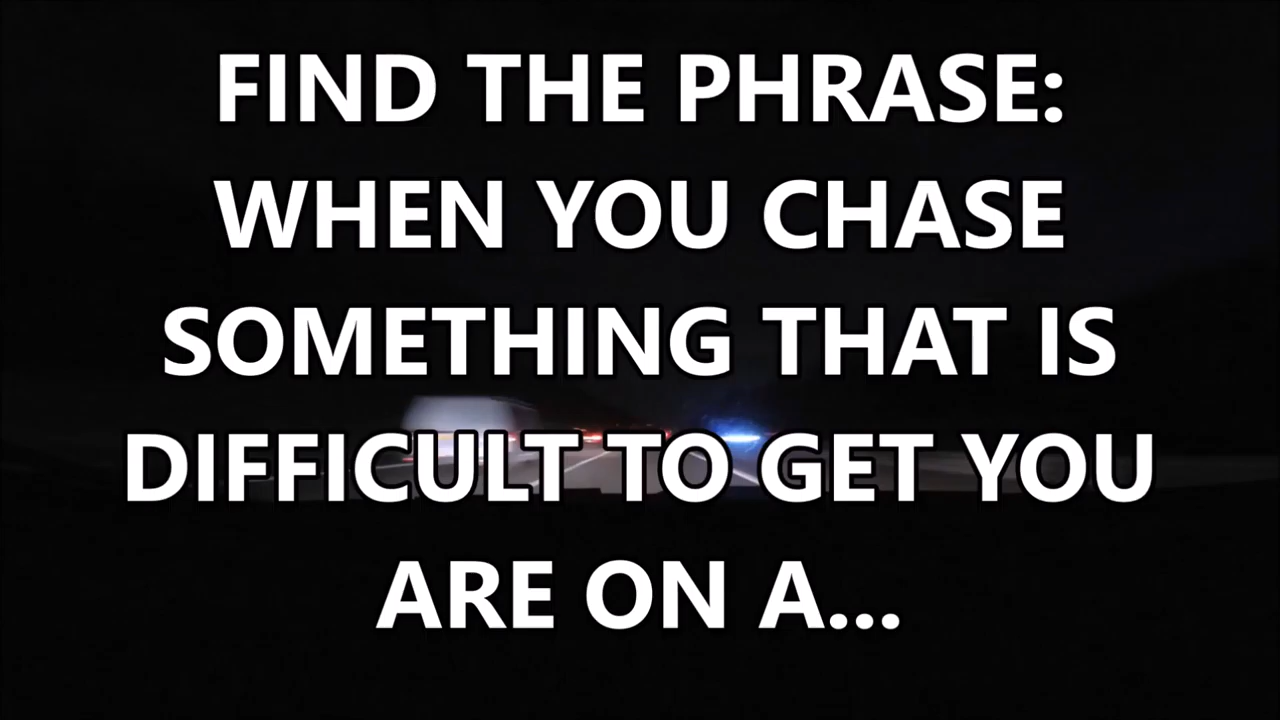 FIND THE PHRASE:
WHEN YOU CHASE
SOMETHING THAT IS
DIFFICULT TO GET YOU
ARE ON A...